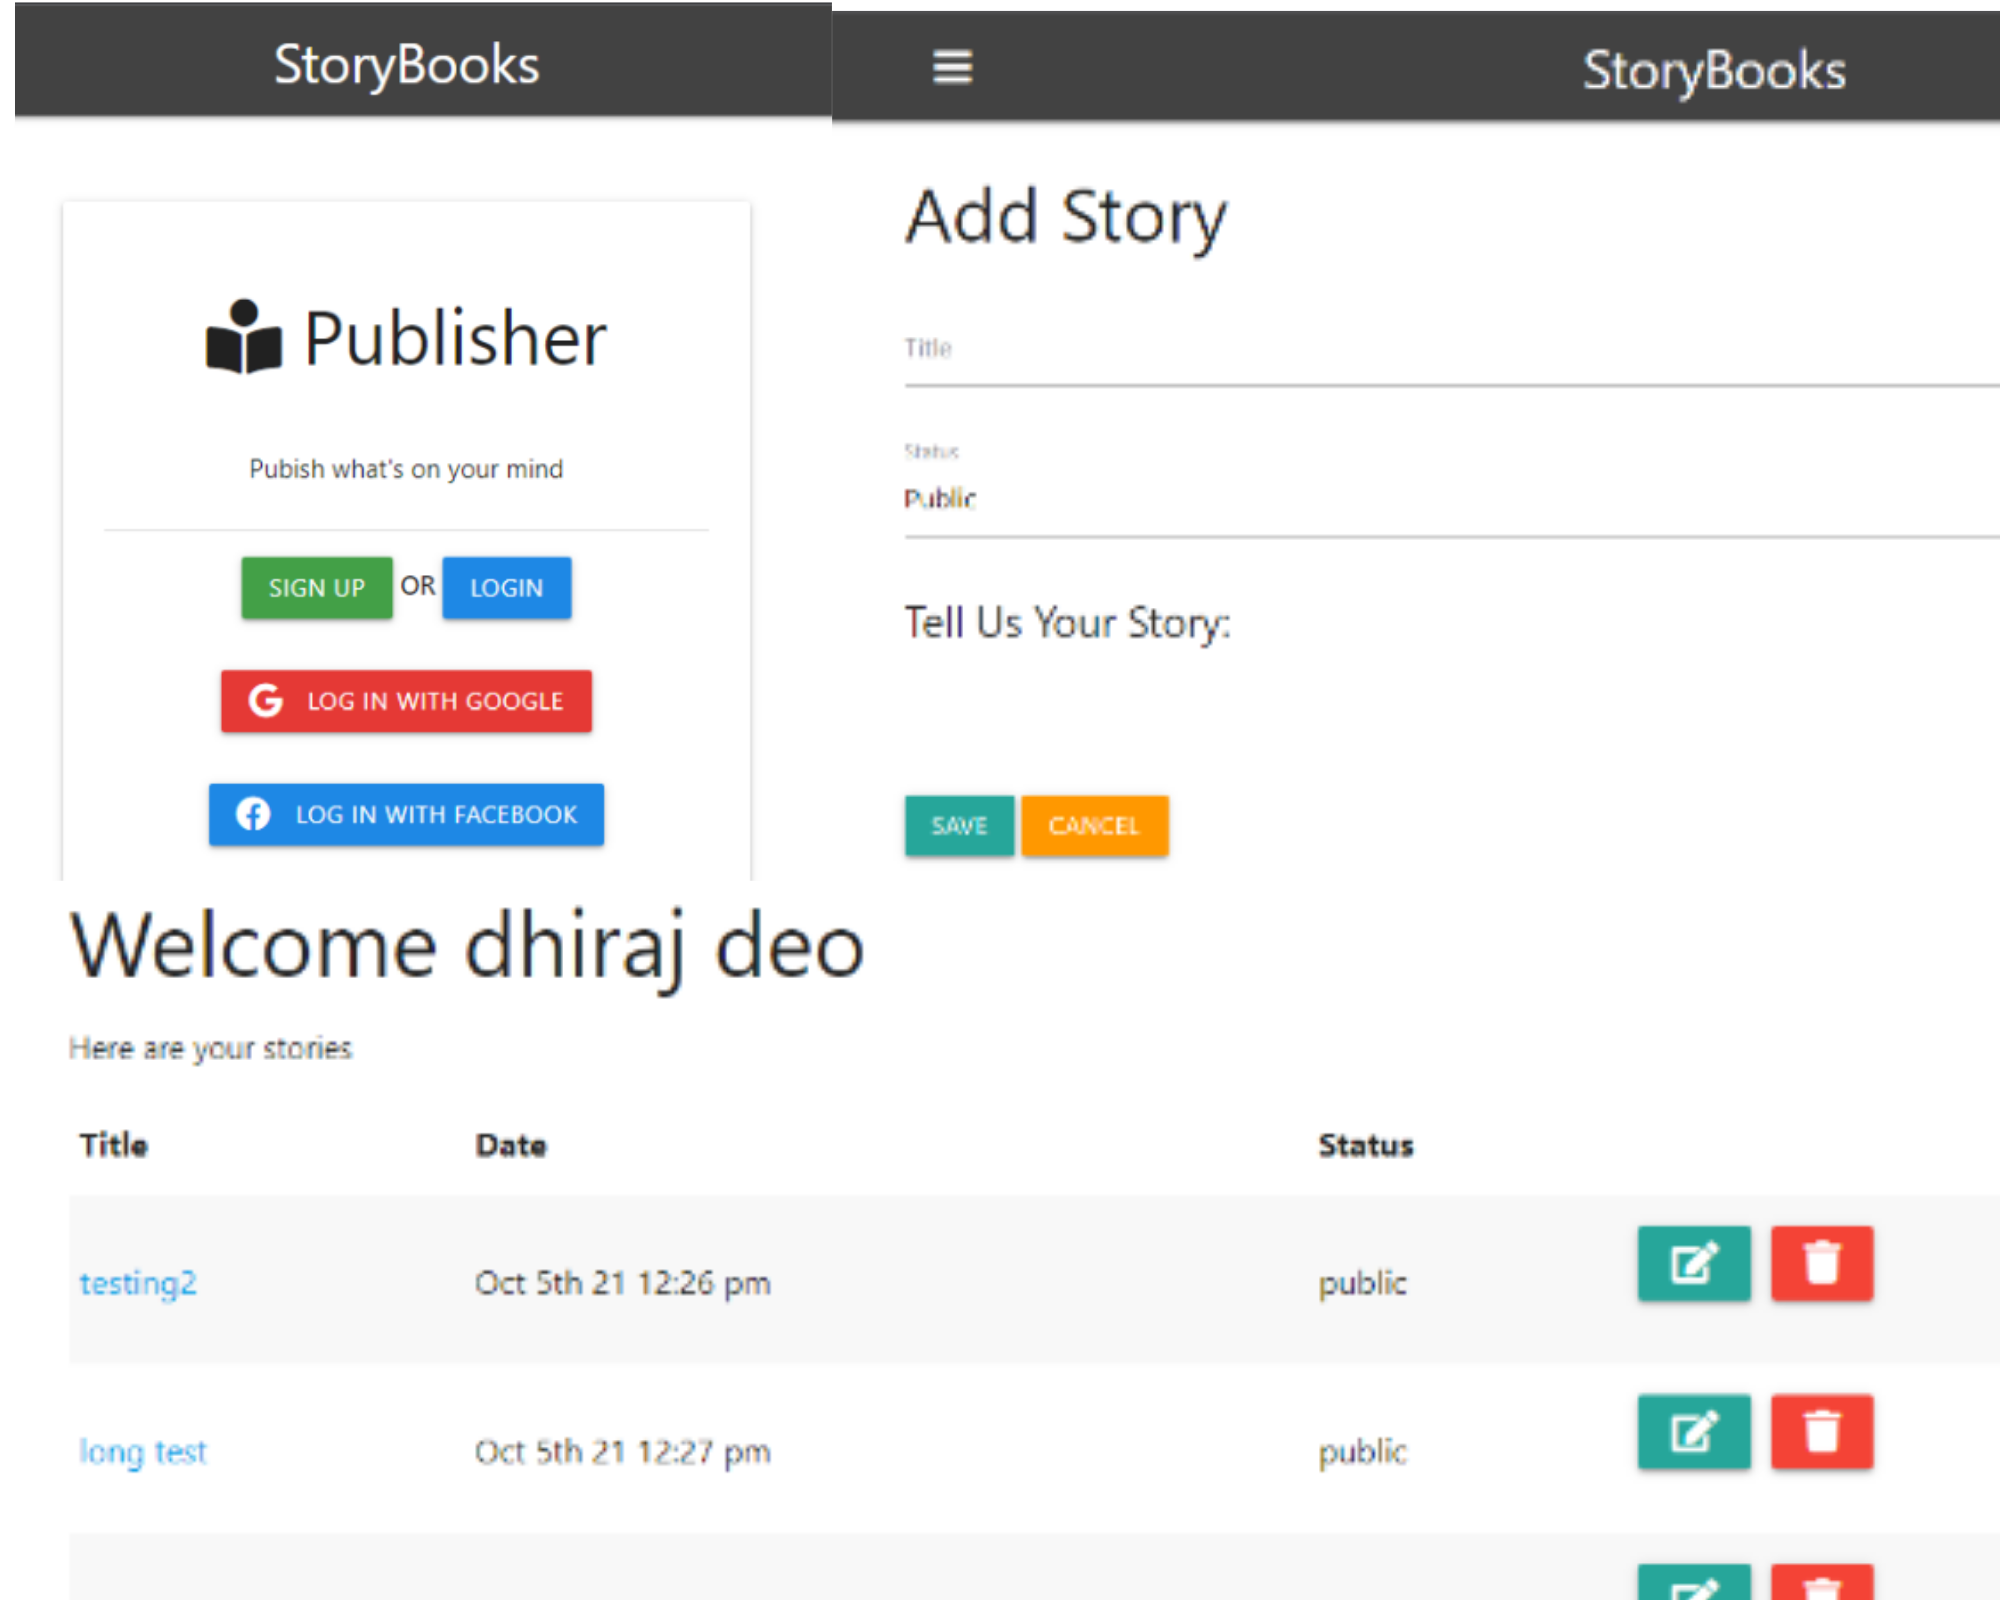 StoryBooks
Publisher
Pubish what's on your mind
SIGN UP OR LOGIN
G LOG IN WITH GOOGLE
LOG IN WITH FACEBOOK
StoryBooks
Add Story
Title
Status
Public
Tell Us Your Story:
SAVE CANCEL
Welcome dhiraj deo
Here are your stories
Title Date Status
testing2 Oct 5th 21 12:26 pm public
long test Oct 5th 21 12:27 pm public